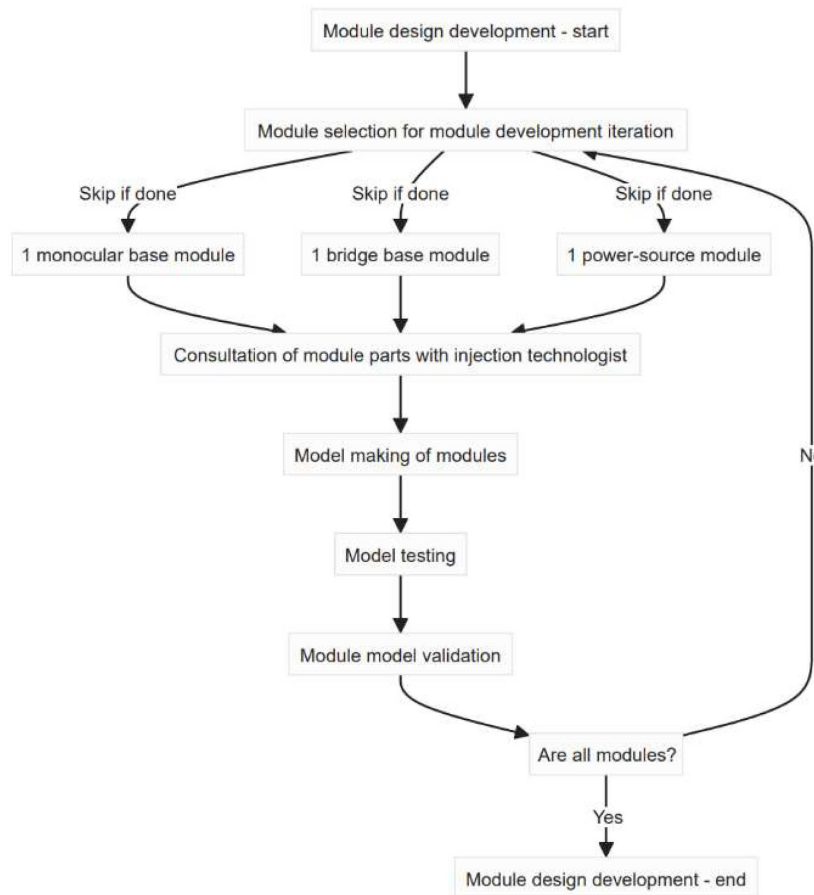 Module design development - start
Module selection for module development iteration
Skip if done
Skip if done
Skip if done
1 monocular base module
1 bridge base module
1 power-source module
Consultation of module parts with injection technologist
Model making of modules
Model testing
Module model validation
Are all modules?
Yes
Module design development - end